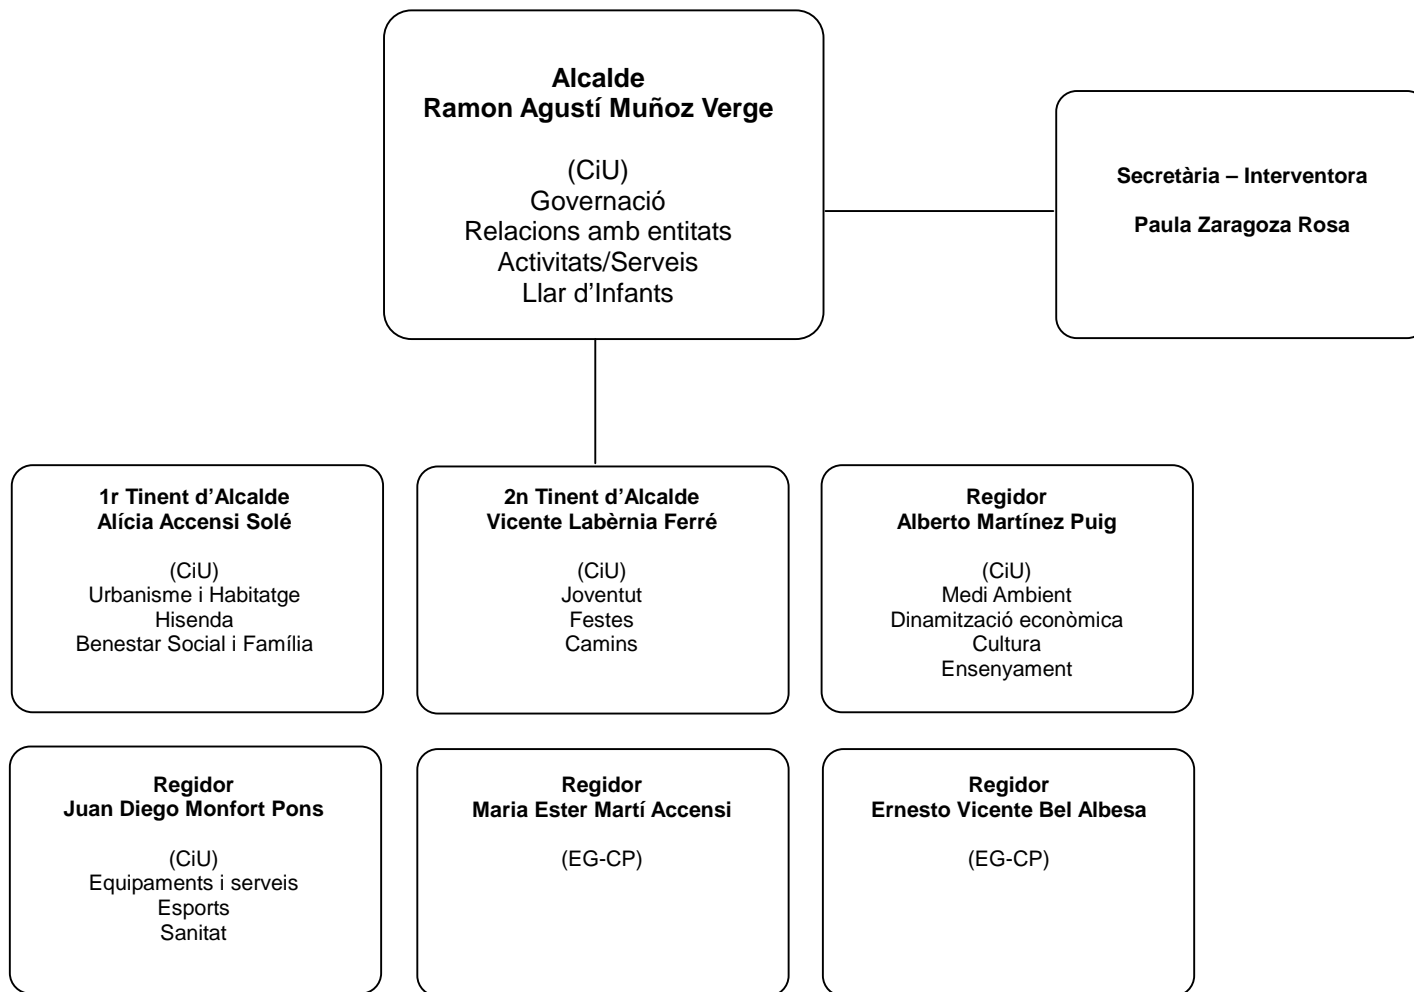 Alcalde
Ramon Agustí Muñoz Verge
(CiU)
Governació
Relacions amb entitats
Activitats/Serveis
Llar d’Infants
Secretària – Interventora
Paula Zaragoza Rosa
1r Tinent d’Alcalde
Alícia Accensi Solé
(CiU)
Urbanisme i Habitatge
Hisenda
Benestar Social i Família
2n Tinent d’Alcalde
Vicente Labèrnia Ferré
(CiU)
Joventut
Festes
Camins
Regidor
Alberto Martínez Puig
(CiU)
Medi Ambient
Dinamització econòmica
Cultura
Ensenyament
Regidor
Juan Diego Monfort Pons
(CiU)
Equipaments i serveis
Esports
Sanitat
Regidor
Maria Ester Martí Accensi
(EG-CP)
Regidor
Ernesto Vicente Bel Albesa
(EG-CP)